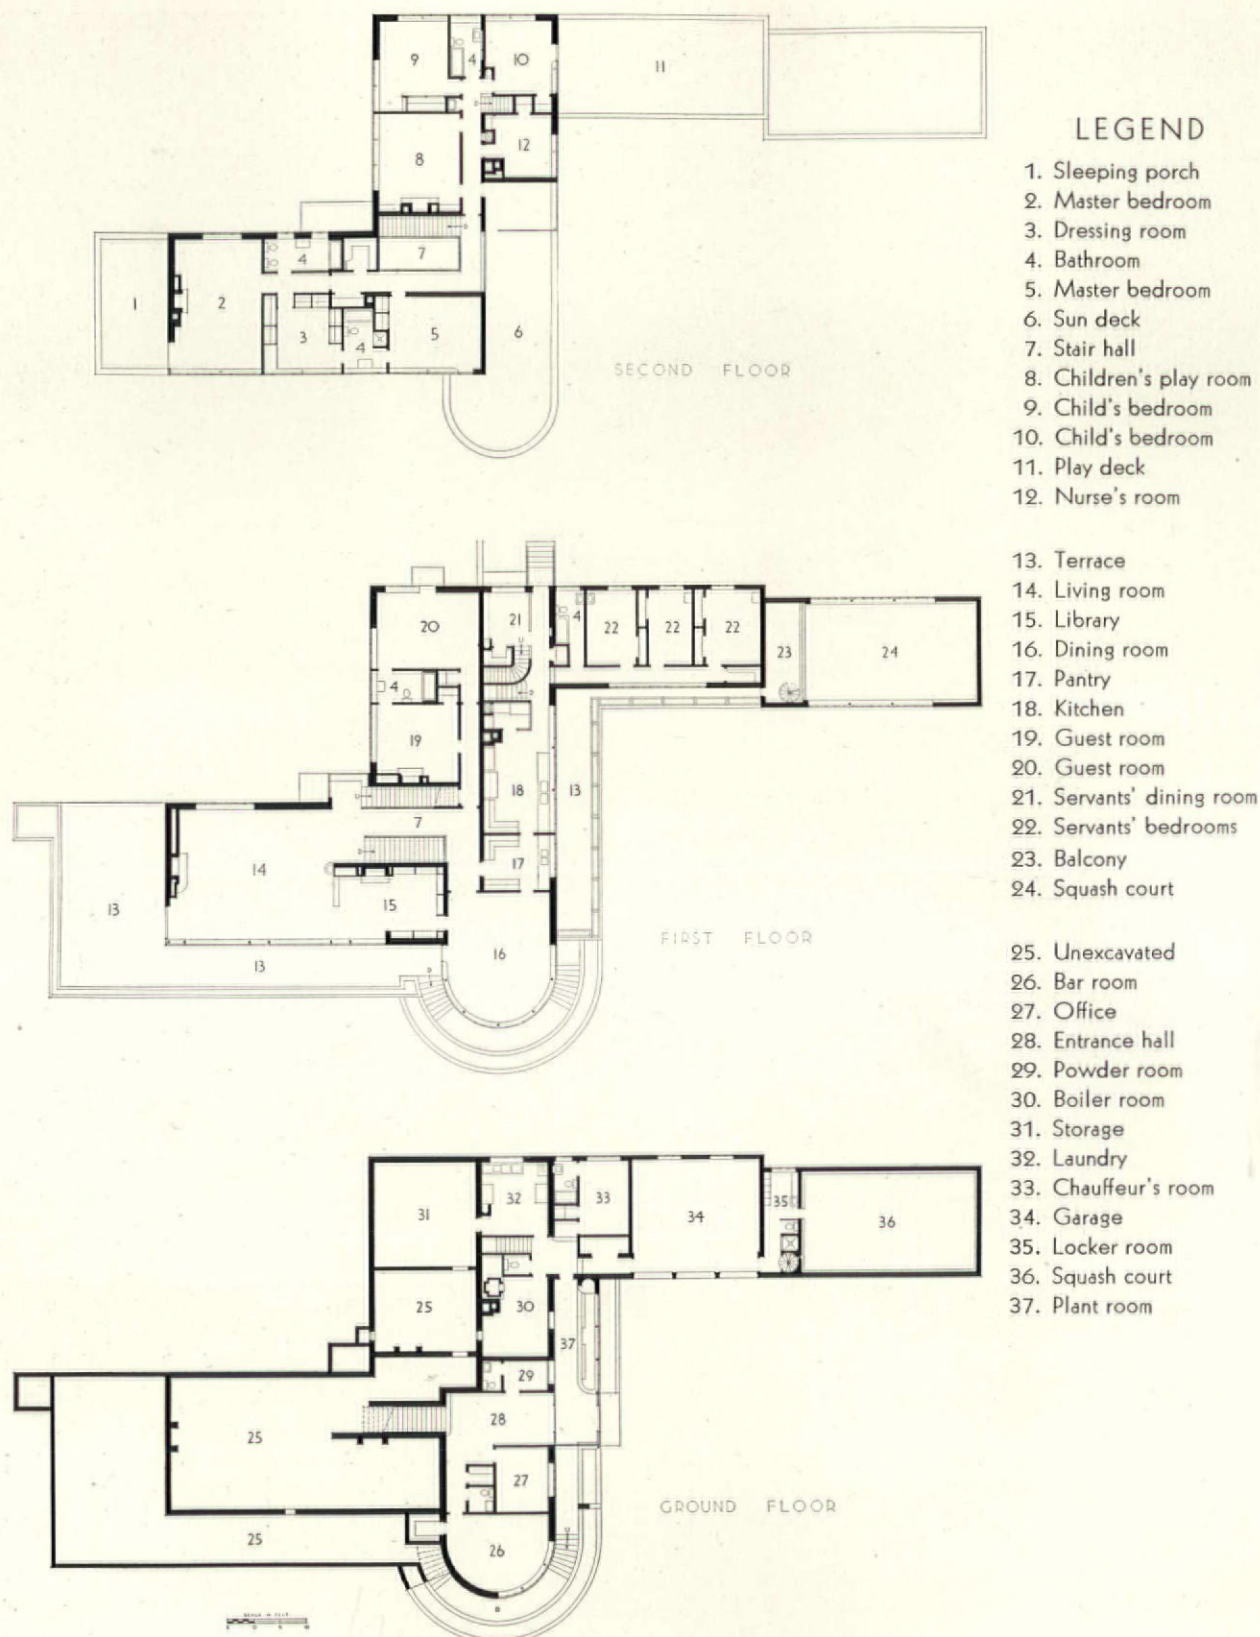 9
4
10
11
8
12
7
4
1
2
3
4
5
6
SECOND FLOOR
LEGEND
1. Sleeping porch
2. Master bedroom
3. Dressing room
4. Bathroom
5. Master bedroom
6. Sun deck
7. Stair hall
8. Children's play room
9. Child's bedroom
10. Child's bedroom
11. Play deck
12. Nurse's room
20
21
4
22
22
22
23
24
4
19
18
13
7
17
14
15
13
16
13
FIRST FLOOR
13. Terrace
14. Living room
15. Library
16. Dining room
17. Pantry
18. Kitchen
19. Guest room
20. Guest room
21. Servants' dining room
22. Servants' bedrooms
23. Balcony
24. Squash court
31
32
33
34
35
36
25
30
37
29
28
25
27
25
26
GROUND FLOOR
25. Unexcavated
26. Bar room
27. Office
28. Entrance hall
29. Powder room
30. Boiler room
31. Storage
32. Laundry
33. Chauffeur's room
34. Garage
35. Locker room
36. Squash court
37. Plant room
SCALE IN FEET